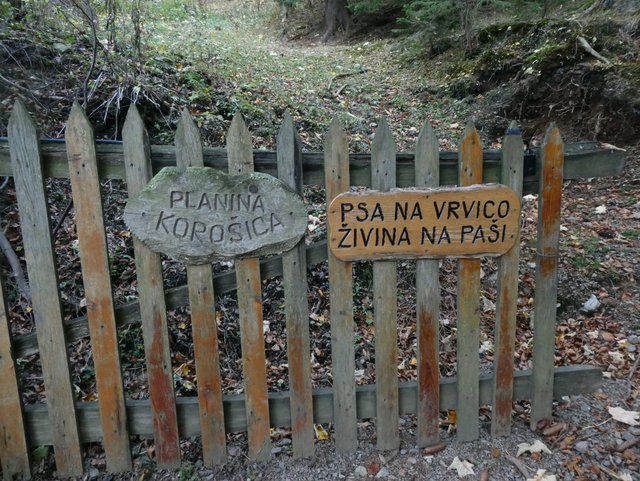 PLANINA
KOROŠICA
PSA NA VRVICO
ŽIVINA NA PAŠI